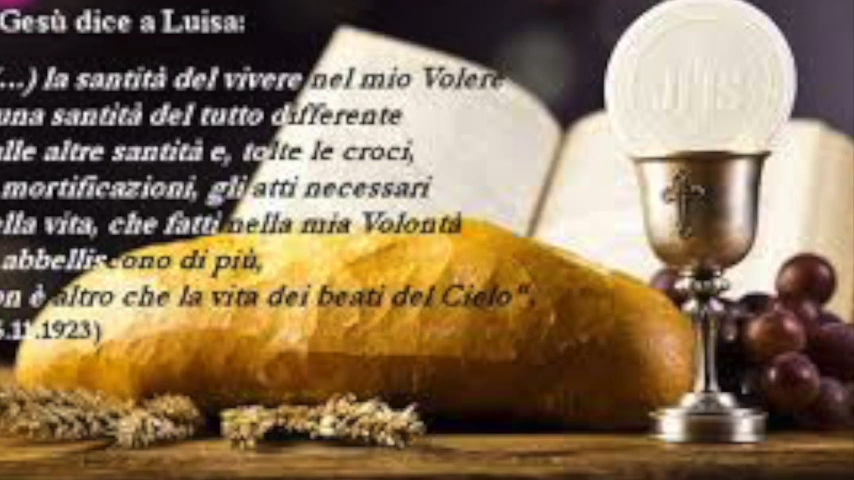 Gesù dice a Luisa:
(...) la santità del vivere nel mio Volere
una santità del tutto differente
lle altre santità e, tolte le croci,
mortificazioni, gli atti necessari
ella vita, che fatti nella mia Volontà
abbelliscono di più,
on è altro che la vita dei beati del Cielo".
.11.1923)
IHS